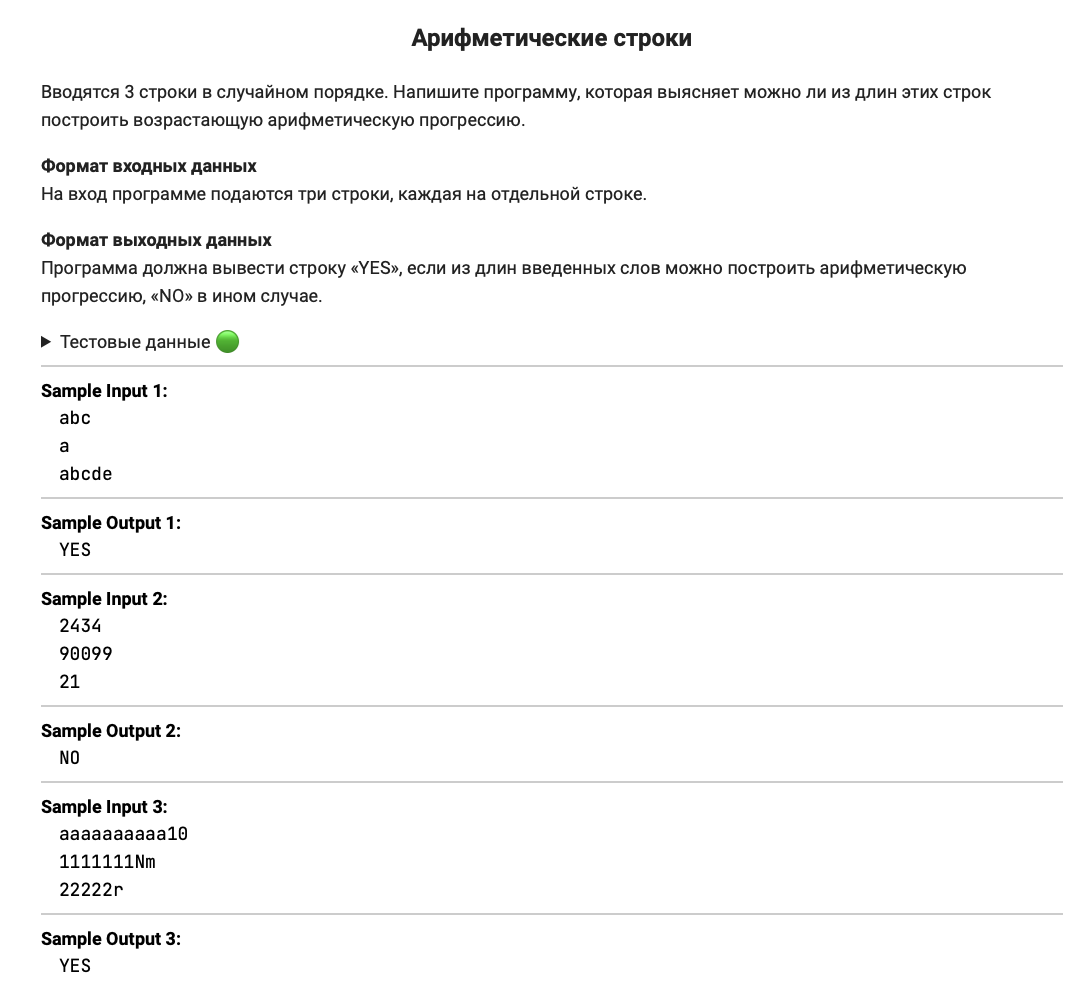 Арифметические строки
Вводятся 3 строки в случайном порядке. Напишите программу, которая выясняет можно ли из длин этих строк
построить возрастающую арифметическую прогрессию.
Формат входных данных
На вход программе подаются три строки, каждая на отдельной строке.
Формат выходных данных
Программа должна вывести строку «YES», если из длин введенных слов можно построить арифметическую
прогрессию, «NO» в ином случае.
Тестовые данные
Sample Input 1:
abc
a
abcde
Sample Output 1:
YES
Sample Input 2:
2434
90099
21
Sample Output 2:
NO
Sample Input 3:
aaaaaaaaaa10
1111111Nm
22222r
Sample Output 3:
YES